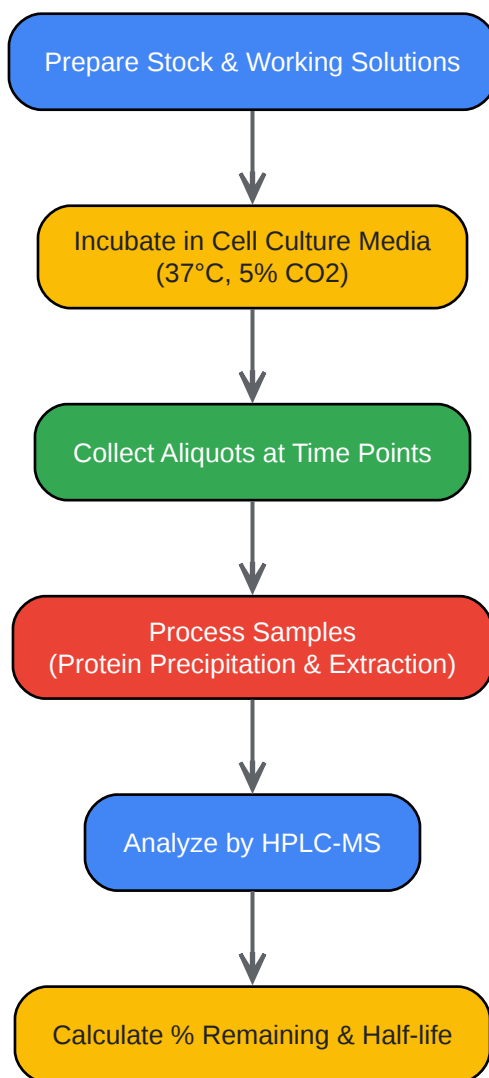 Prepare Stock & Working Solutions
Incubate in Cell Culture Media
(37°C, 5% CO2)
Collect Aliquots at Time Points
Process Samples
(Protein Precipitation & Extraction)
Analyze by HPLC-MS
Calculate % Remaining & Half-life